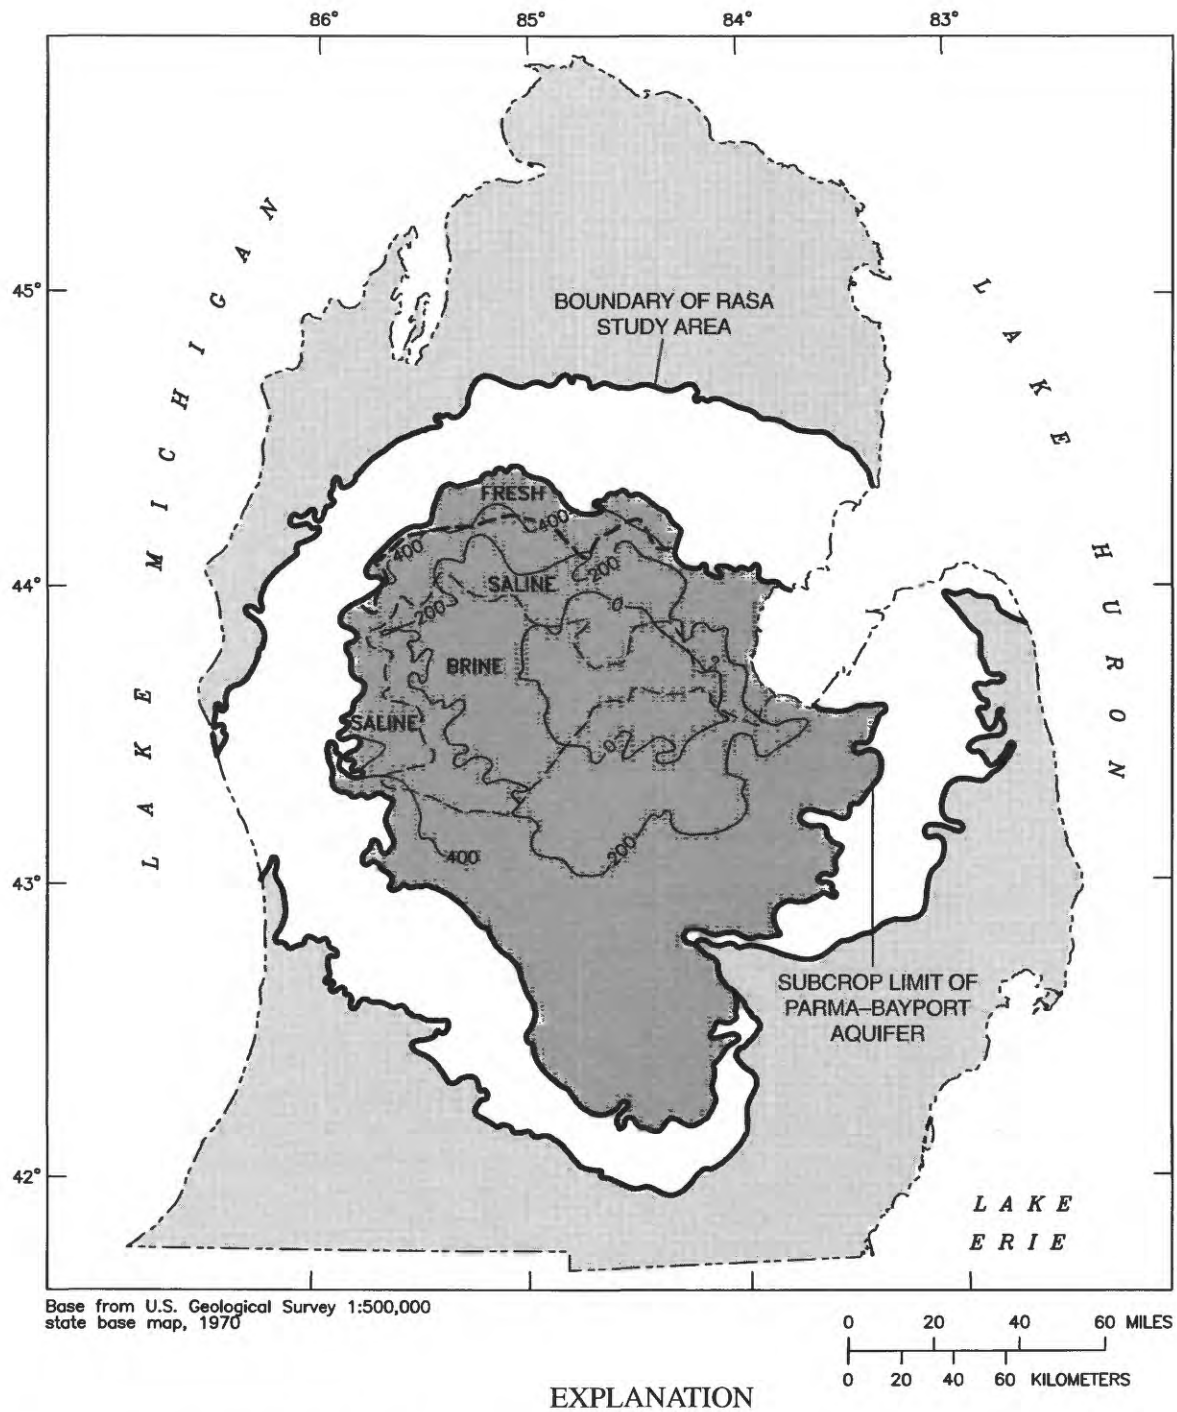 86° 85° 84° 83°
LAKE MICHIGAN
LAKE HURON
45°
BOUNDARY OF RASA
STUDY AREA
FRESH
400
400
44°
SALINE
200
200
0
BRINE
SALINE
0
400
200
43°
SUBCROP LIMIT OF
PARMA–BAYPORT
AQUIFER
42°
LAKE
ERIE
Base from U.S. Geological Survey 1:500,000
state base map, 1970
0 20 40 60 MILES
0 20 40 60 KILOMETERS
EXPLANATION